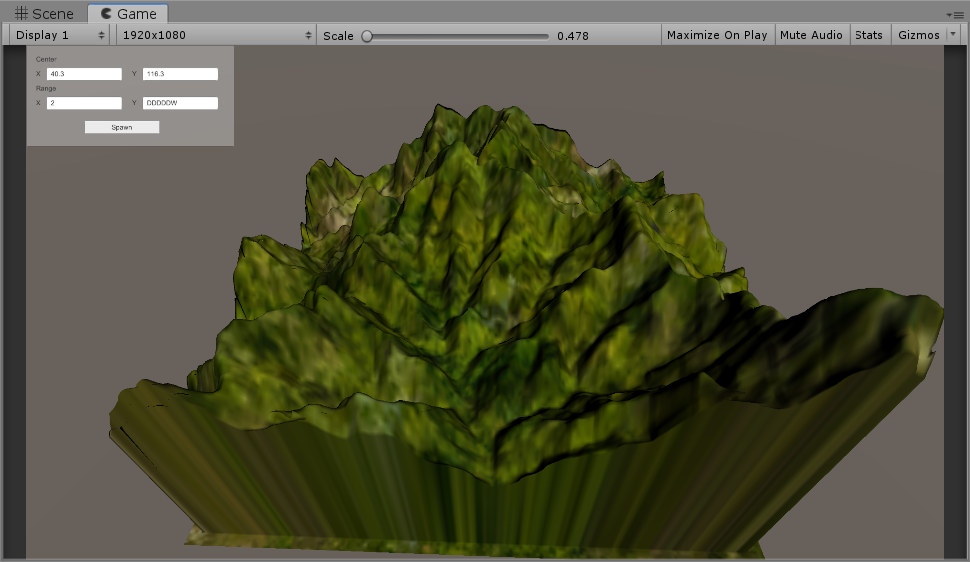 Scene Game
Display 1 1920x1080 Scale 0.478 Maximize On Play Mute Audio Stats Gizmos
Center
X 40.3 Y 116.3
Range
X 2 Y DDDDDW
Spawn